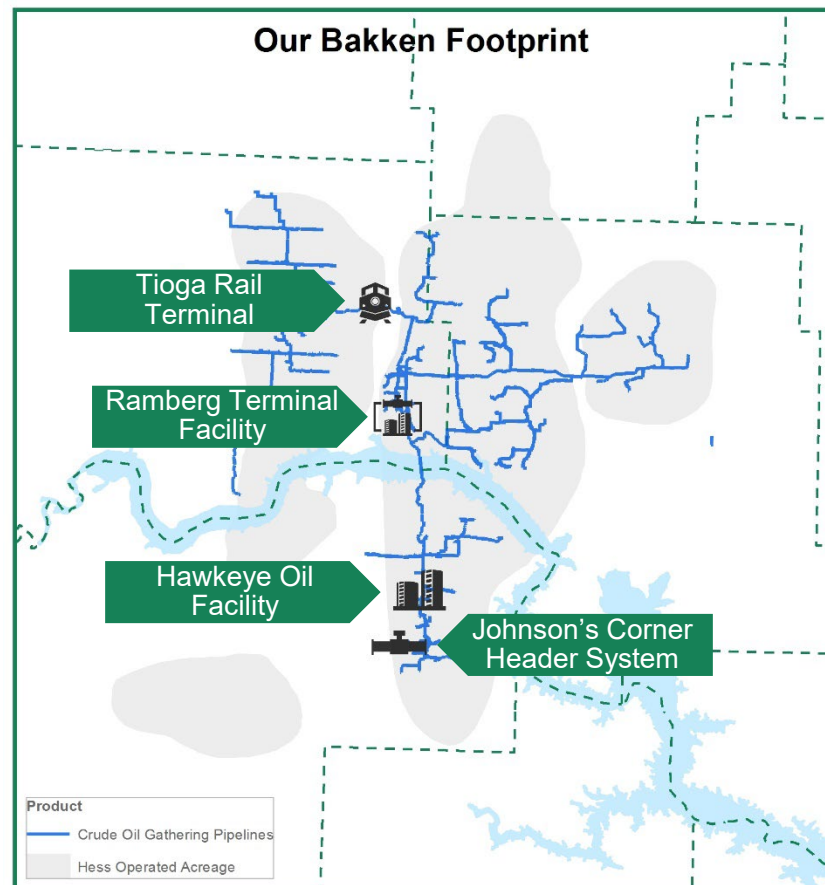 Our Bakken Footprint
Tioga Rail
Terminal
Ramberg Terminal
Facility
Hawkeye Oil
Facility
Johnson’s Corner
Header System
Product
Crude Oil Gathering Pipelines
Hess Operated Acreage